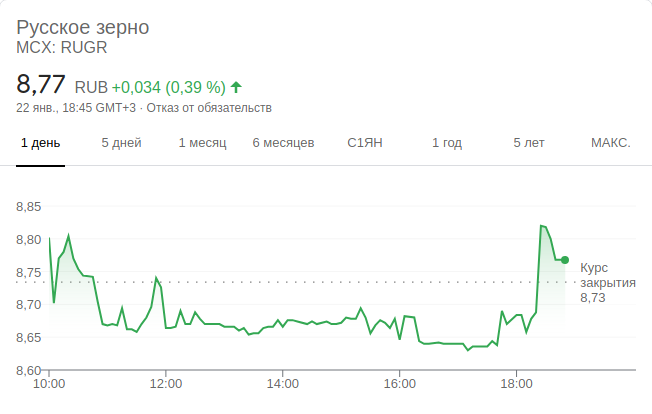 Русское зерно
MCX: RUGR
8,77 RUB +0,034 (0,39 %)
22 янв., 18:45 GMT+3 · Отказ от обязательств
1 день 5 дней 1 месяц 6 месяцев С1ЯН 1 год 5 лет МАКС.
8,85
8,80
8,75
8,70
8,65
8,60
Курс
закрытия
8,73
10:00 12:00 14:00 16:00 18:00